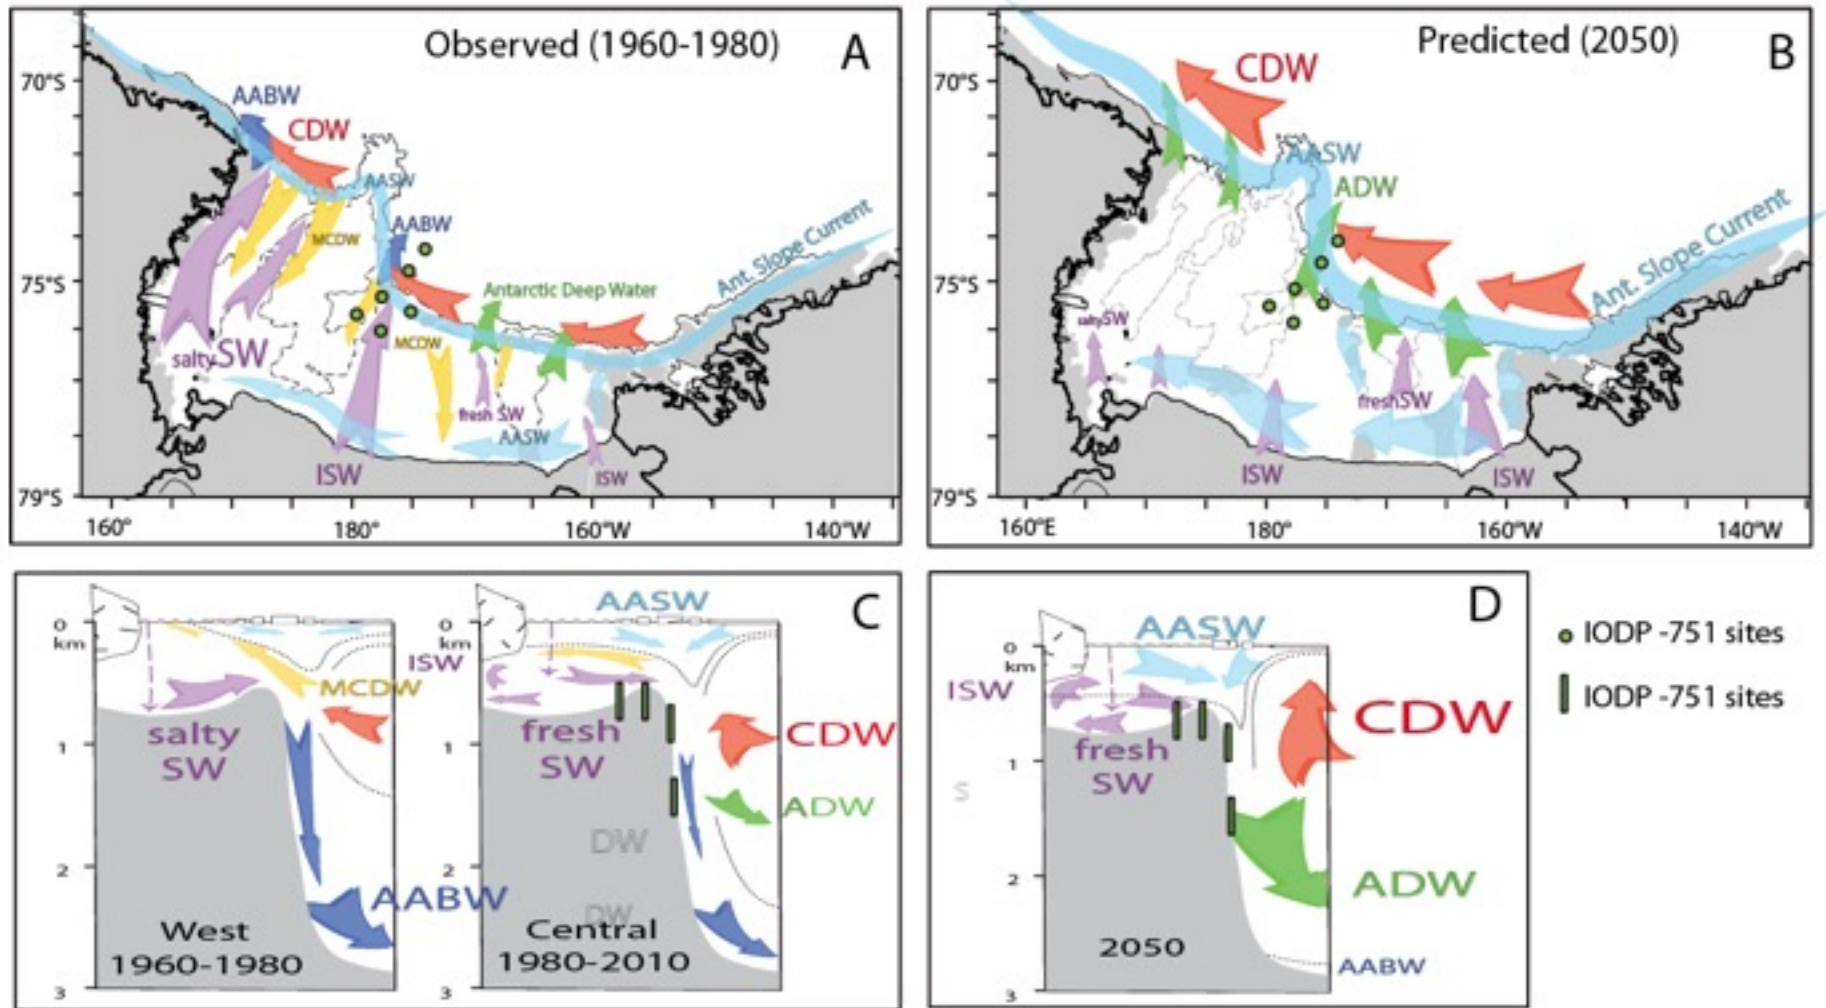 Observed (1960-1980)
A
70°S
75°S
79°S
160°
180°
160°W
140°W
AABW
CDW
AASW
AABW
MCDW
Antarctic Deep Water
Ant. Slope Current
salty SW
MCDW
fresh SW
AASW
ISW
ISW
Predicted (2050)
B
70°S
75°S
79°S
160°E
180°
160°W
140°W
CDW
AASW
ADW
Ant. Slope Current
saltySW
freshSW
ISW
ISW
C
0
km
1
2
3
MCDW
salty
SW
AABW
West
1960-1980
0
km
1
2
3
AASW
ISW
fresh
SW
CDW
ADW
DW
DW
Central
1980-2010
D
0
km
1
2
3
AASW
ISW
CDW
fresh
SW
S
ADW
2050
AABW
IODP -751 sites
IODP -751 sites